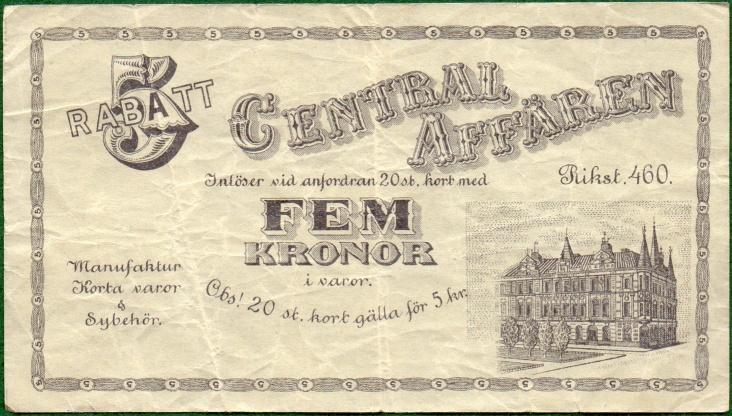 5
RABATT
CENTRAL
AFFÄREN
Inlöser vid anfordran 20 st. kort med
Rikst. 460.
FEM
KRONOR
i varor.
Manufaktur
Korta varor
&
Sybehör.
Obs! 20 st. kort gälla för 5 kr.